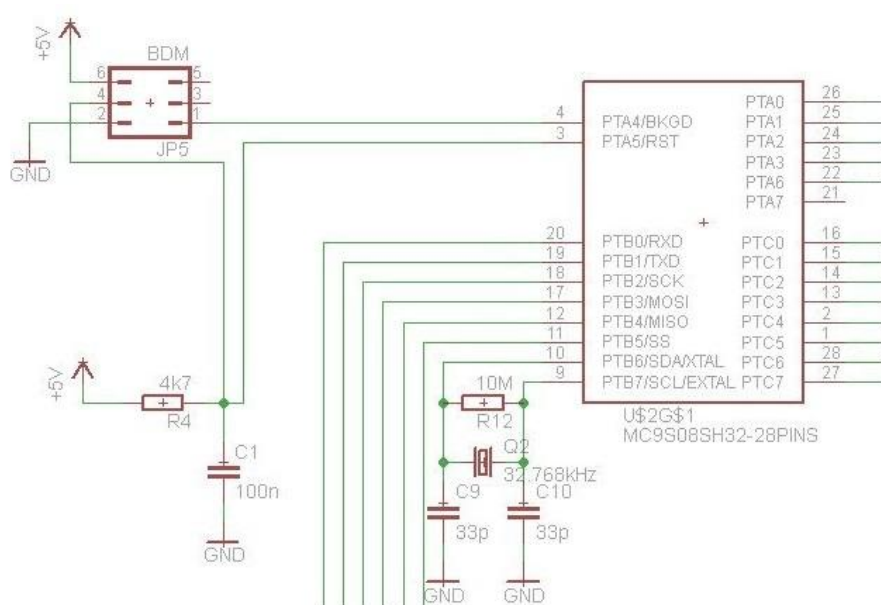 +5V
BDM
6 5
4 3
2 1
JP5
GND
4 PTA4/BKGD
3 PTA5/RST
20 PTB0/RXD
19 PTB1/TXD
18 PTB2/SCK
17 PTB3/MOSI
12 PTB4/MISO
11 PTB5/SS
10 PTB6/SDA/XTAL
9 PTB7/SCL/EXTAL
PTA0 26
PTA1 25
PTA2 24
PTA3 23
PTA6 22
PTA7 21
PTC0 16
PTC1 15
PTC2 14
PTC3 13
PTC4 2
PTC5 1
PTC6 28
PTC7 27
U$2G$1
MC9S08SH32-28PINS
+5V
4k7
R4
C1
100n
GND
10M
R12
Q2
32.768kHz
C9
33p
GND
C10
33p
GND